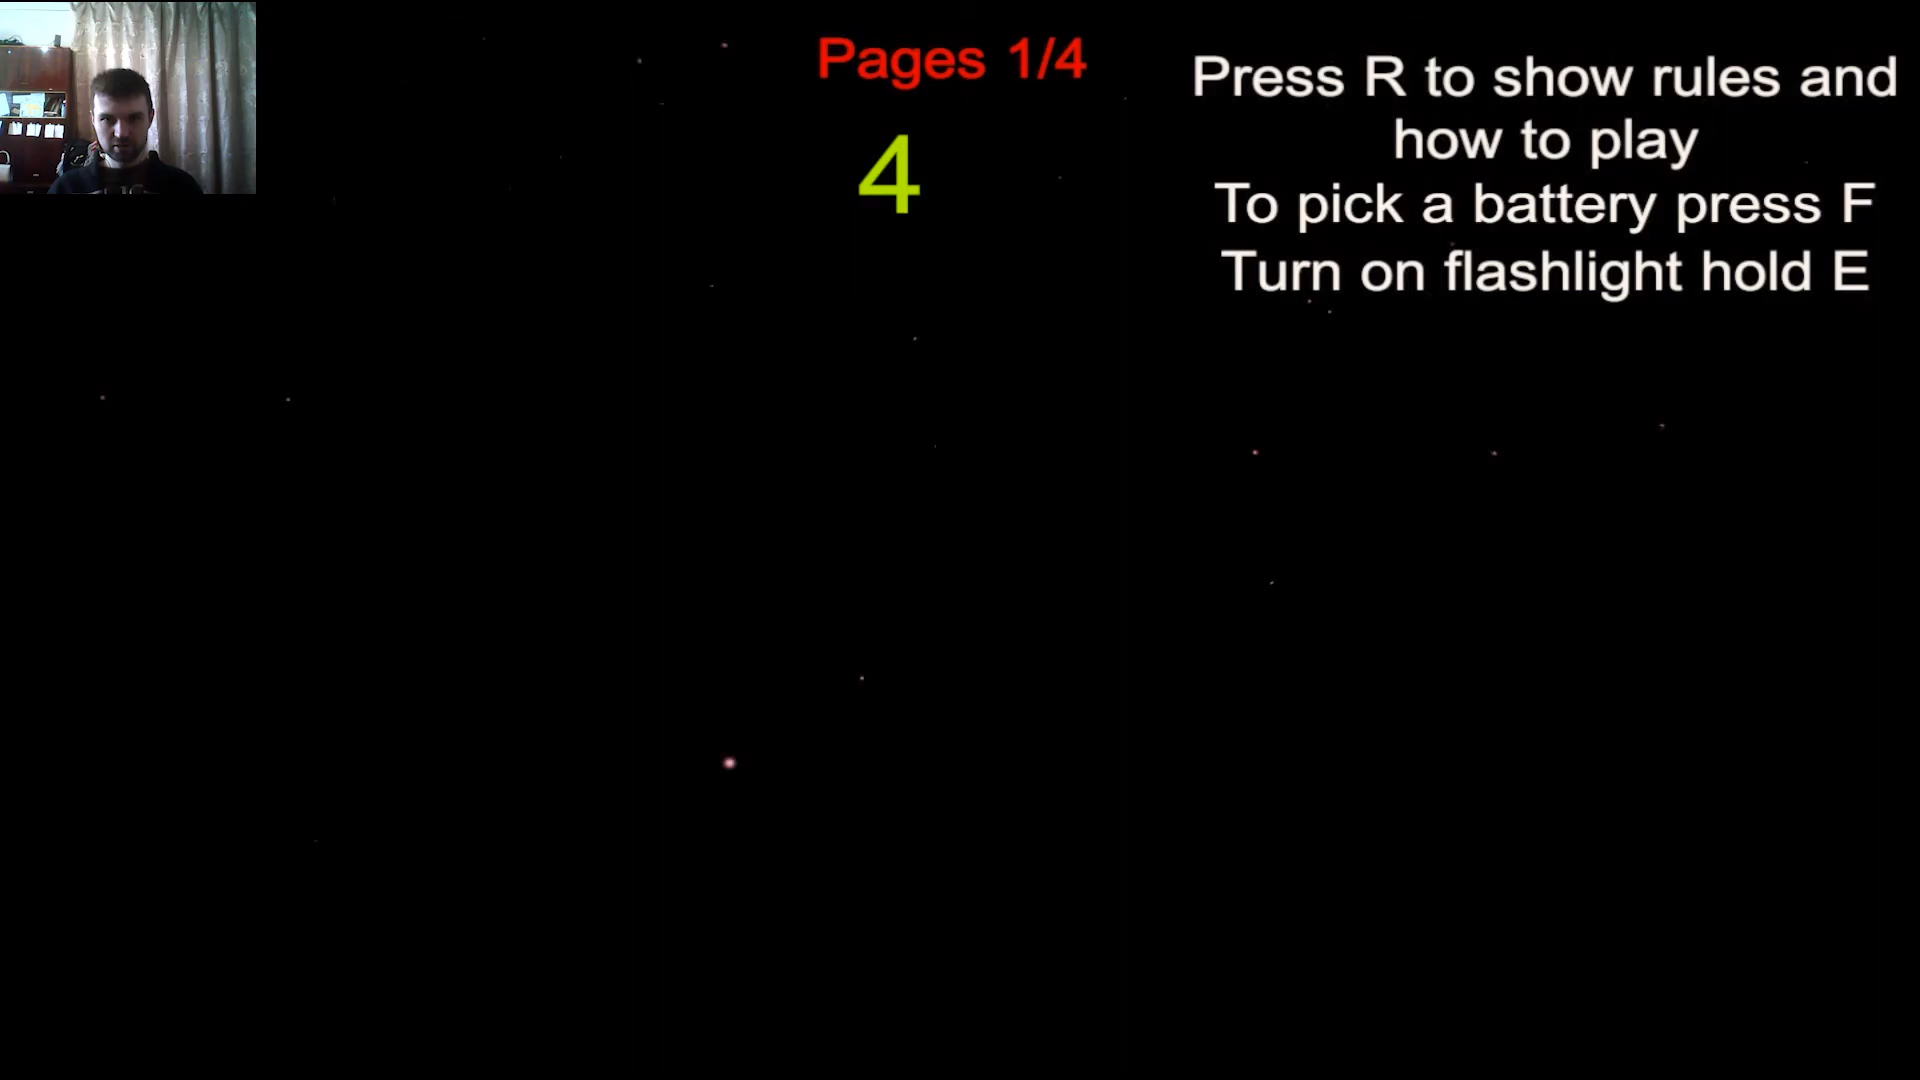 Pages 1/4
4
Press R to show rules and
how to play
To pick a battery press F
Turn on flashlight hold E